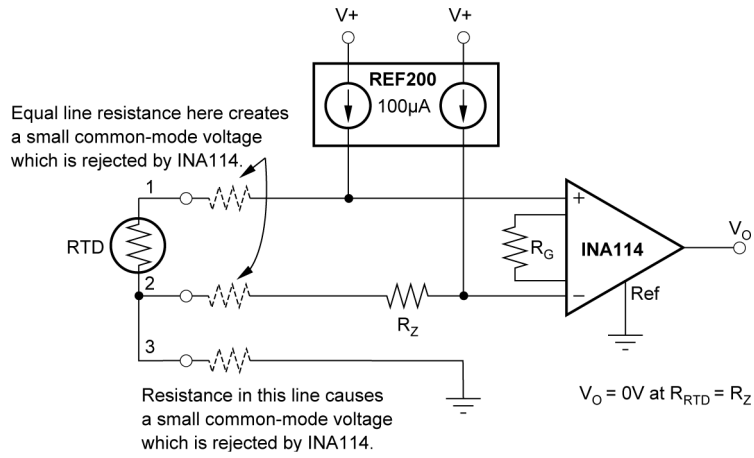 V+
V+
REF200
100µA
Equal line resistance here creates
a small common-mode voltage
which is rejected by INA114.
1
+
RTD
R_G
INA114
V_O
2
−
R_Z
Ref
3
Resistance in this line causes
a small common-mode voltage
which is rejected by INA114.
V_O = 0V at R_RTD = R_Z